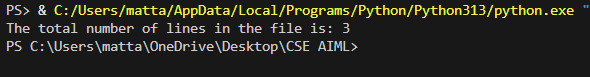 PS> & C:/Users/matta/AppData/Local/Programs/Python/Python313/python.exe "
The total number of lines in the file is: 3
PS C:\Users\matta\OneDrive\Desktop\CSE AIML>